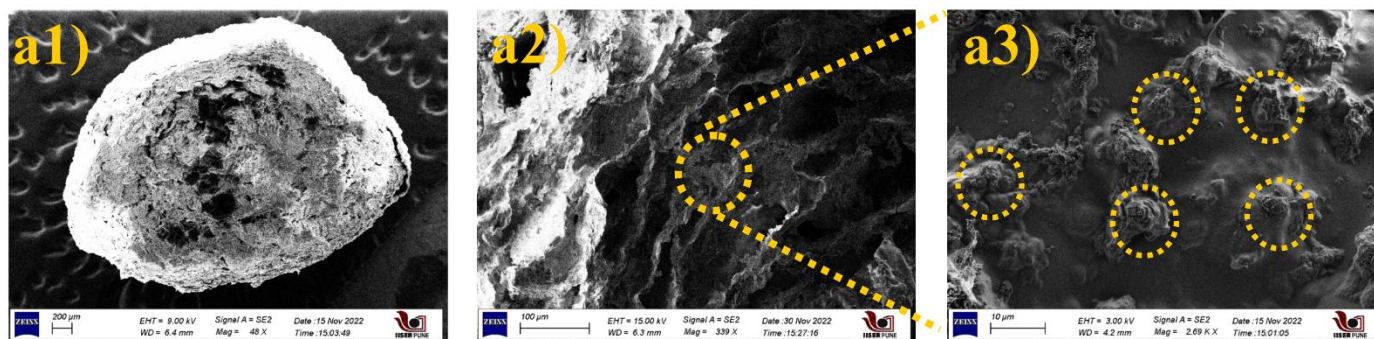 a1)
200 µm
EHT = 9.00 kV
WD = 6.4 mm
Signal A = SE2
Mag = 48 X
Date :15 Nov 2022
Time :15:03:49
ZEISS
IISER PUNE
a2)
100 µm
EHT = 15.00 kV
WD = 6.3 mm
Signal A = SE2
Mag = 339 X
Date :30 Nov 2022
Time :15:27:16
ZEISS
IISER PUNE
a3)
10 µm
EHT = 3.00 kV
WD = 4.2 mm
Signal A = SE2
Mag = 2.69 K X
Date :15 Nov 2022
Time :15:01:05
ZEISS
IISER PUNE